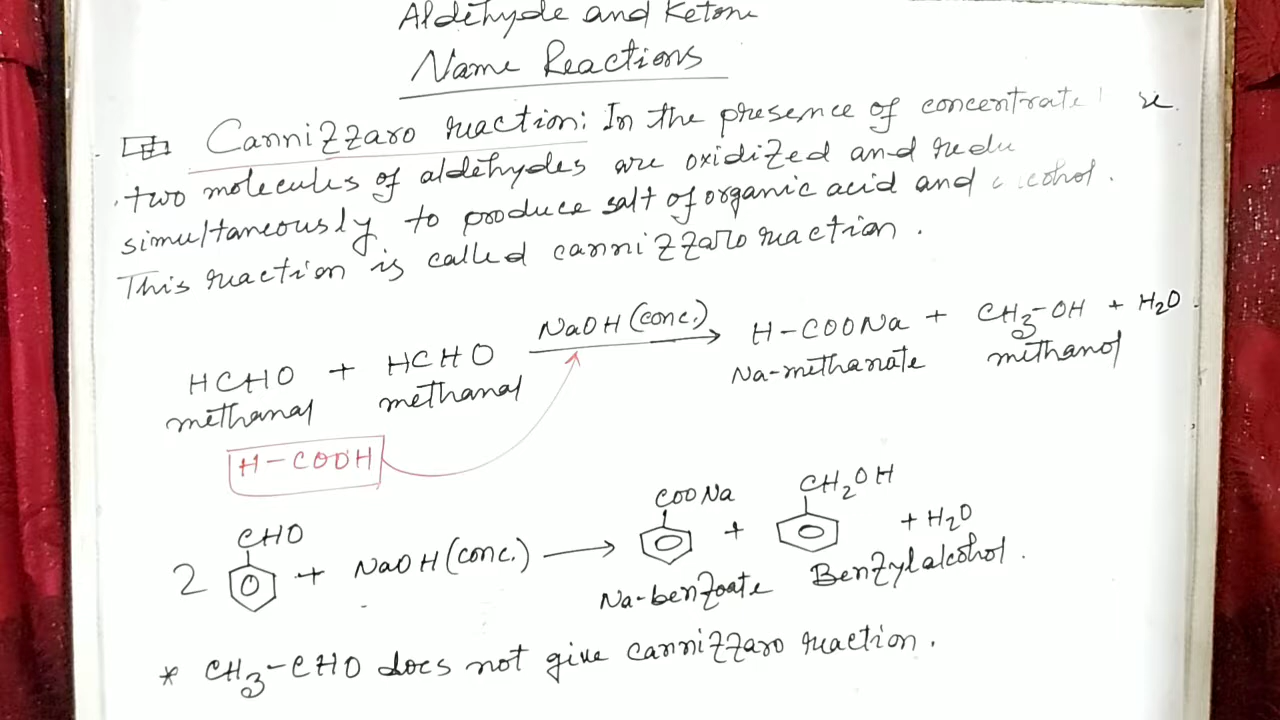 Aldehyde and Ketone
Name Reactions
Cannizzaro reaction: In the presence of concentrate
two molecules of aldehydes are oxidized and redu
simultaneously to produce salt of organic acid and cohol.
This reaction is called cannizzaro reaction.
NaOH (conc.)
HCHO + HCHO ⟶ H-COONa + CH3-OH + H2O.
methanal methanal Na-methanate methanol
H-COOH
CHO COONa CH2OH
2 + NaOH (conc.) ⟶ + + H2O
Na-benzoate Benzylalcohol.
* CH3-CHO does not give cannizzaro reaction.